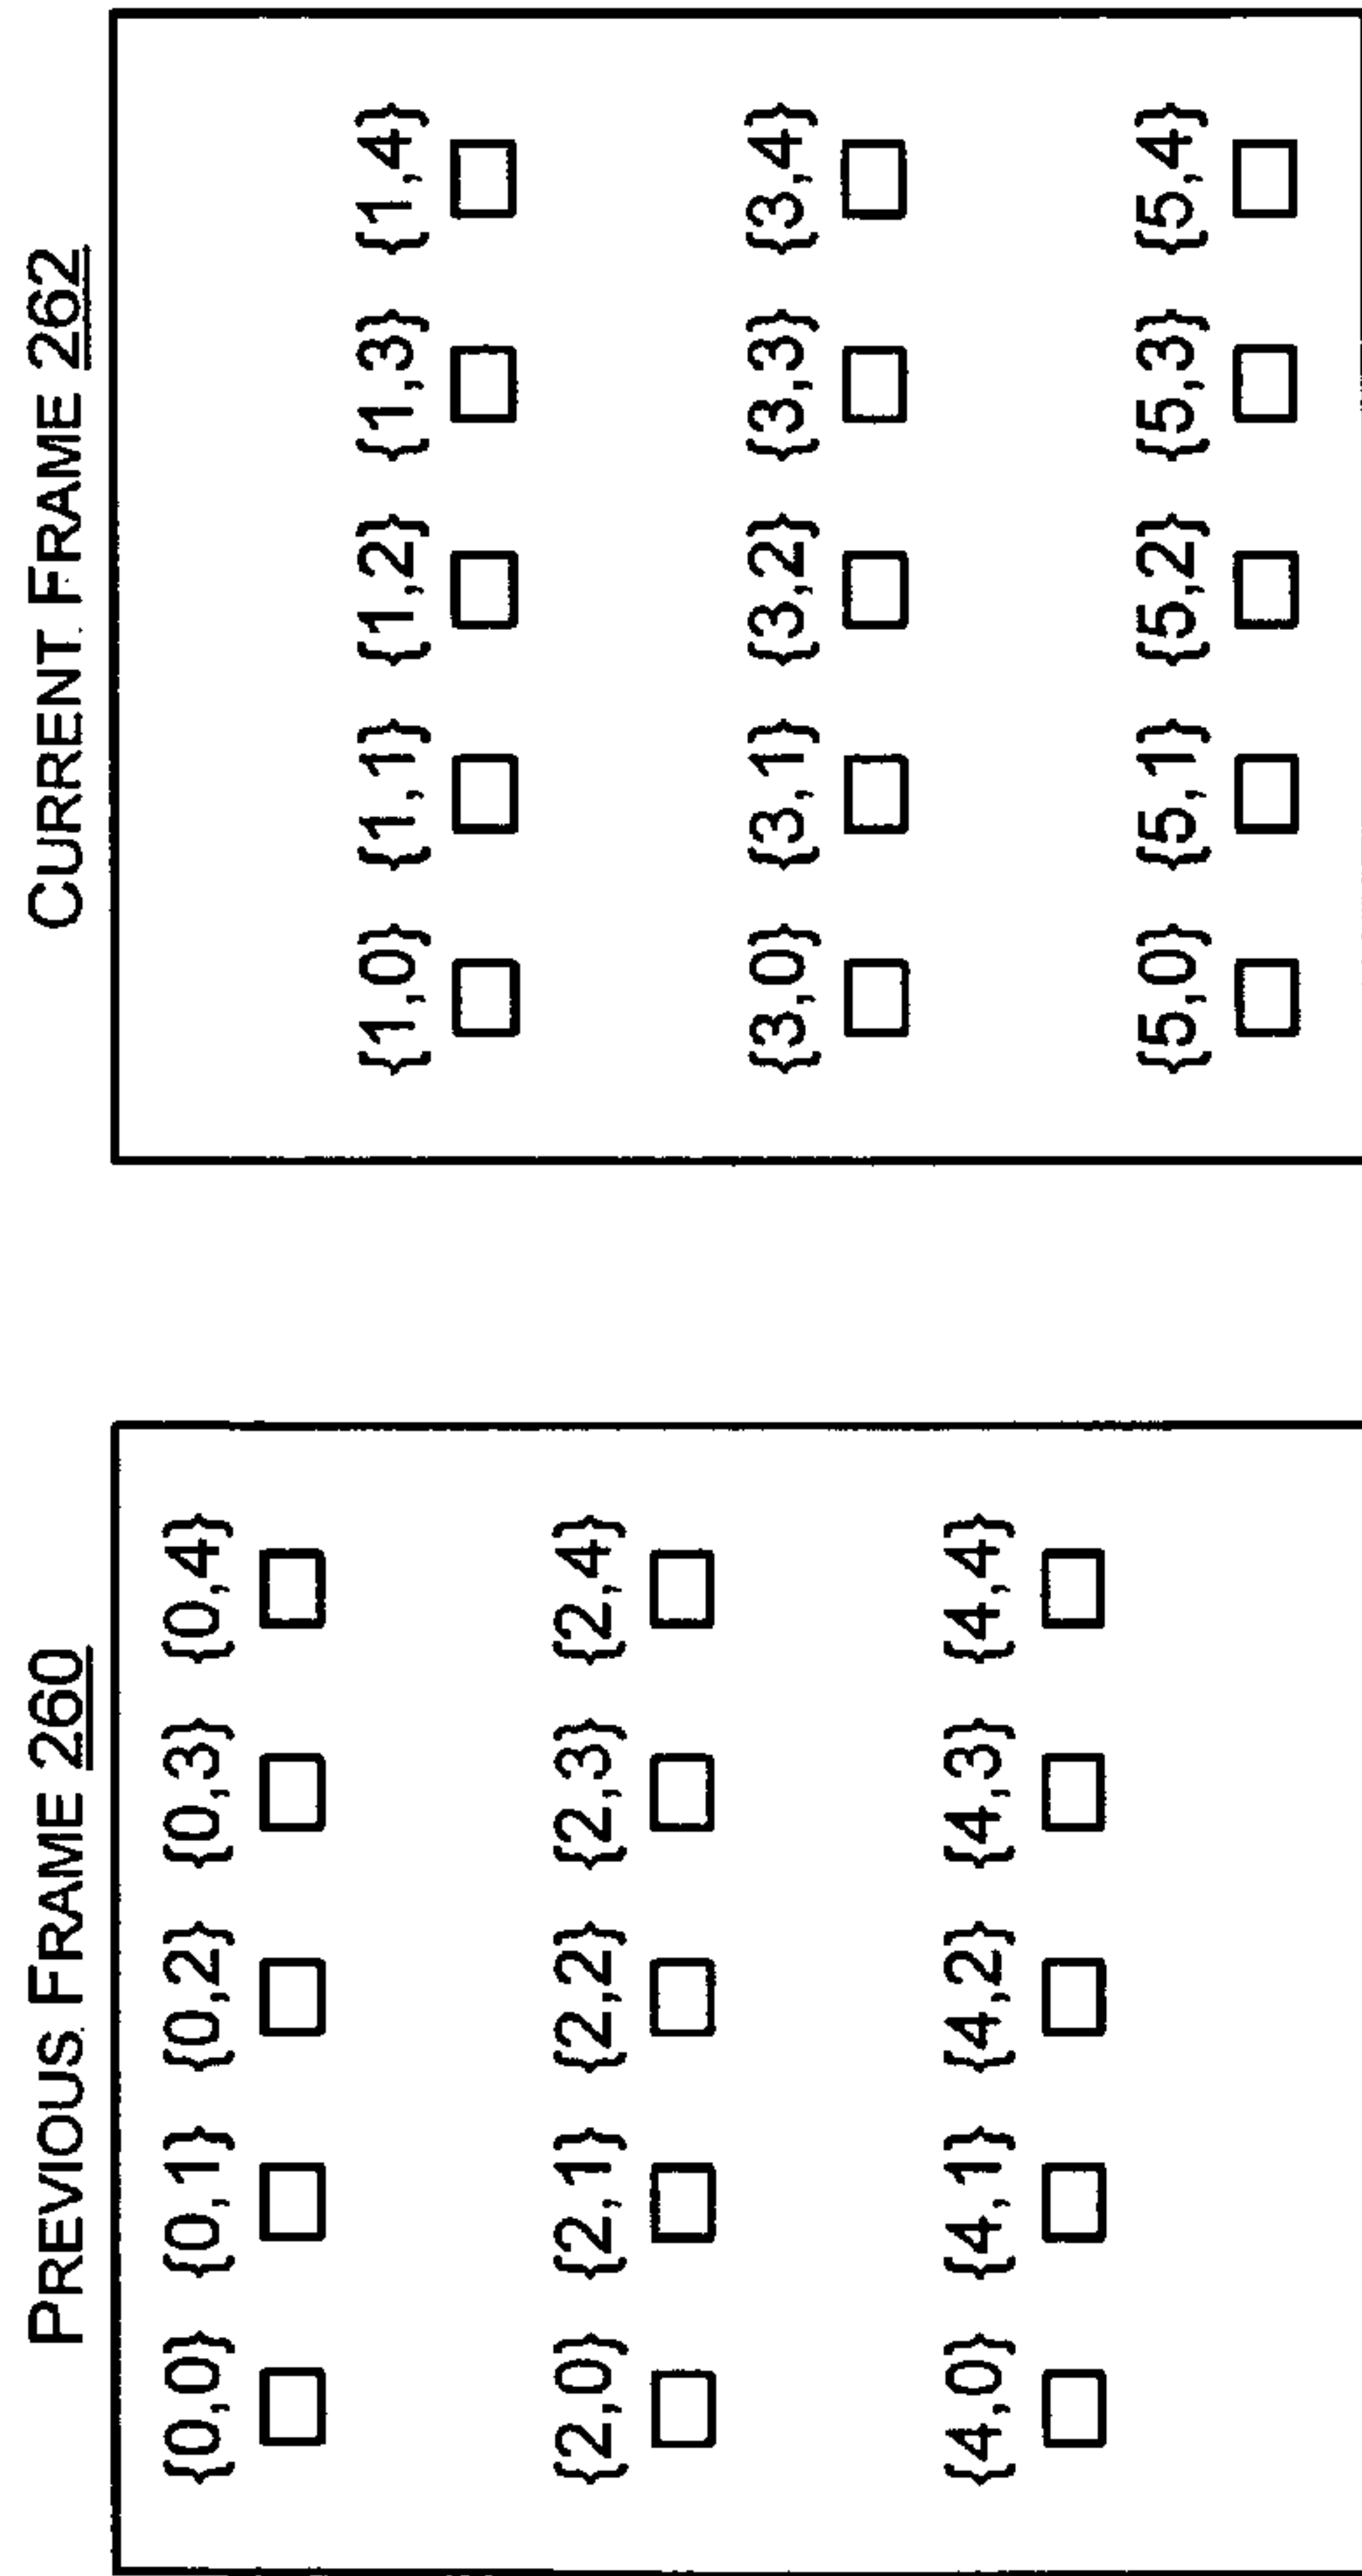 PREVIOUS FRAME 260
{0,0} {0,1} {0,2} {0,3} {0,4}
{2,0} {2,1} {2,2} {2,3} {2,4}
{4,0} {4,1} {4,2} {4,3} {4,4}
CURRENT FRAME 262
{1,0} {1,1} {1,2} {1,3} {1,4}
{3,0} {3,1} {3,2} {3,3} {3,4}
{5,0} {5,1} {5,2} {5,3} {5,4}